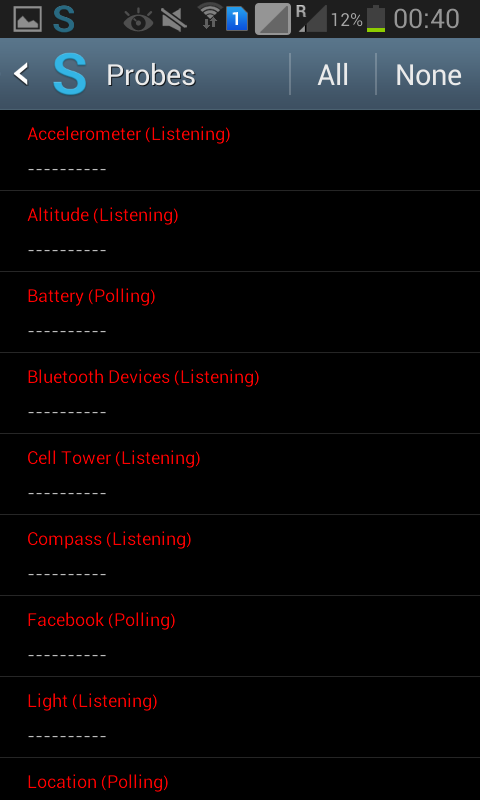 S
1
R
12%
00:40
S
Probes
All
None
Accelerometer (Listening)
----------
Altitude (Listening)
----------
Battery (Polling)
----------
Bluetooth Devices (Listening)
----------
Cell Tower (Listening)
----------
Compass (Listening)
----------
Facebook (Polling)
----------
Light (Listening)
----------
Location (Polling)